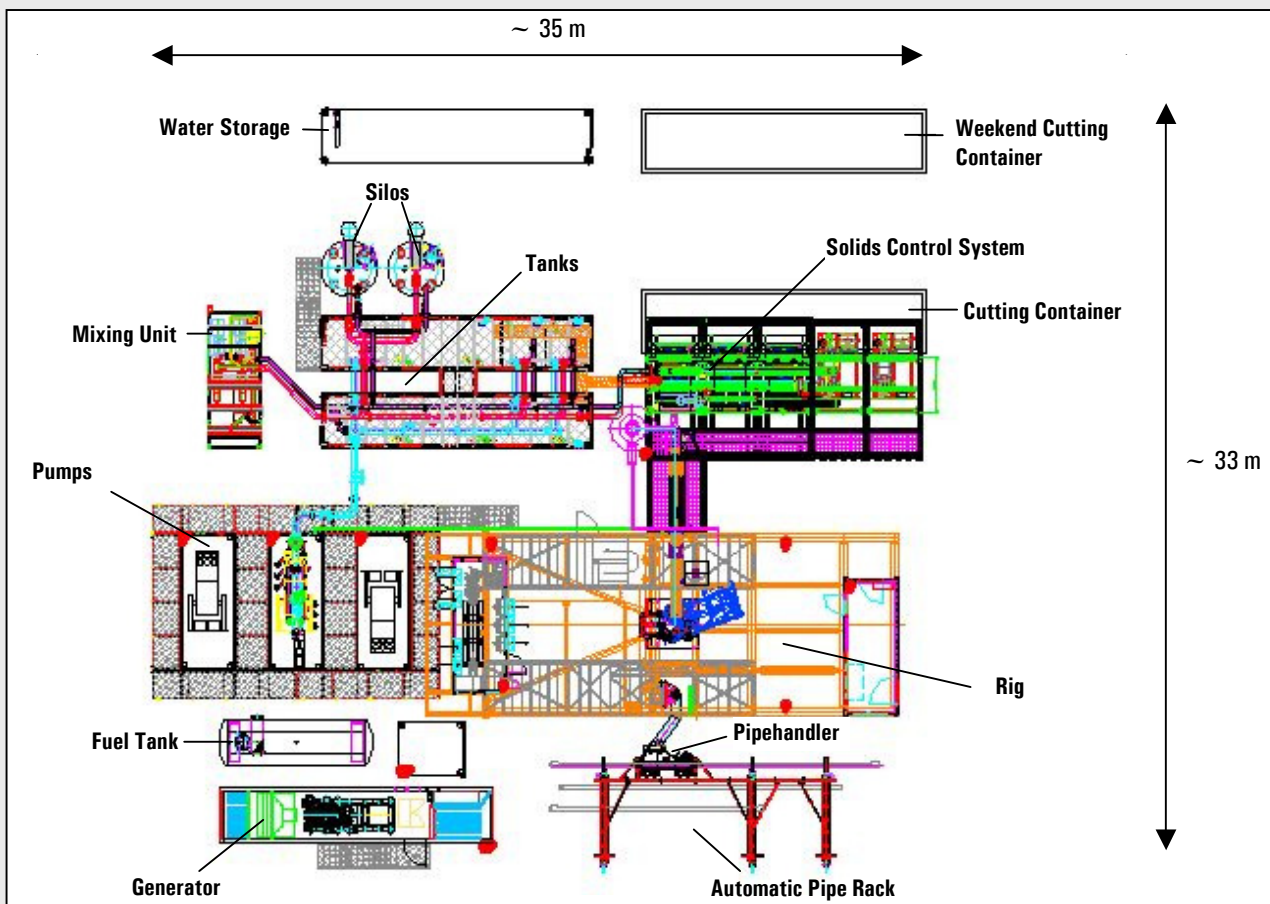 ~ 35 m
Water Storage
Weekend Cutting
Container
Silos
Solids Control System
Tanks
Cutting Container
Mixing Unit
Pumps
~ 33 m
Rig
Fuel Tank
Pipehandler
Generator
Automatic Pipe Rack